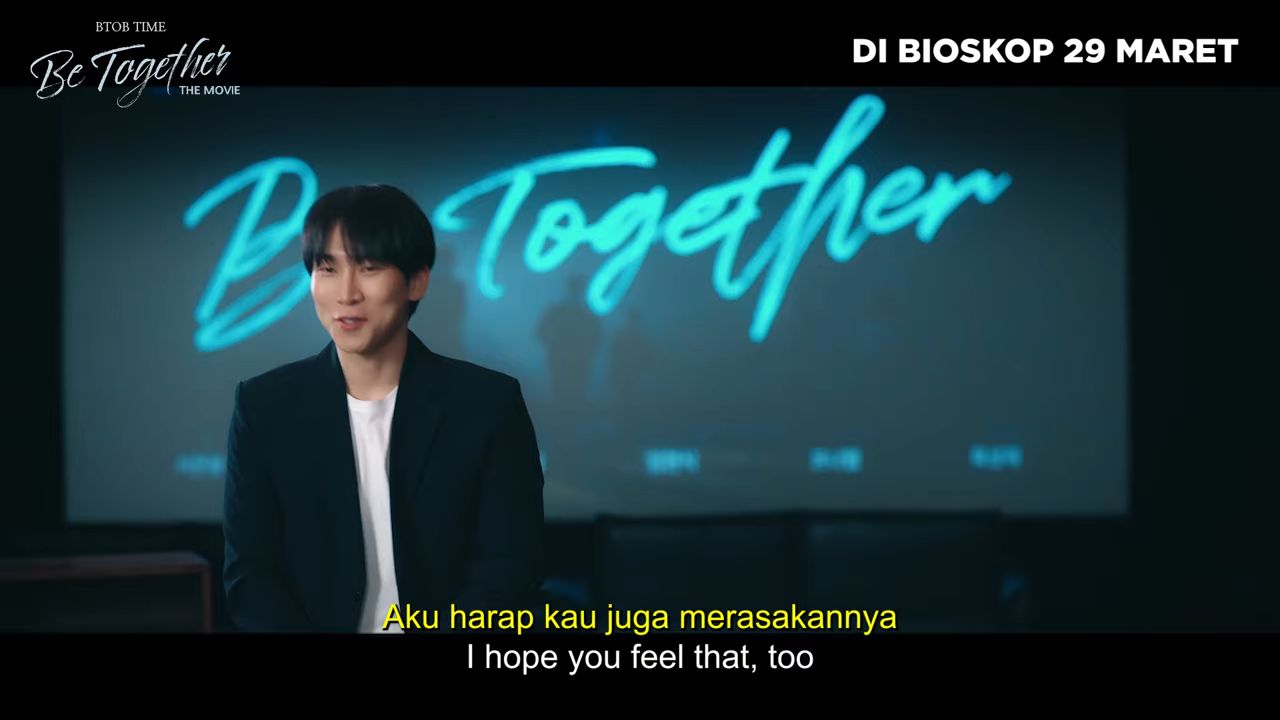 BTOB TIME
Be Together
THE MOVIE
DI BIOSKOP 29 MARET
Be Together
Aku harap kau juga merasakannya
I hope you feel that, too